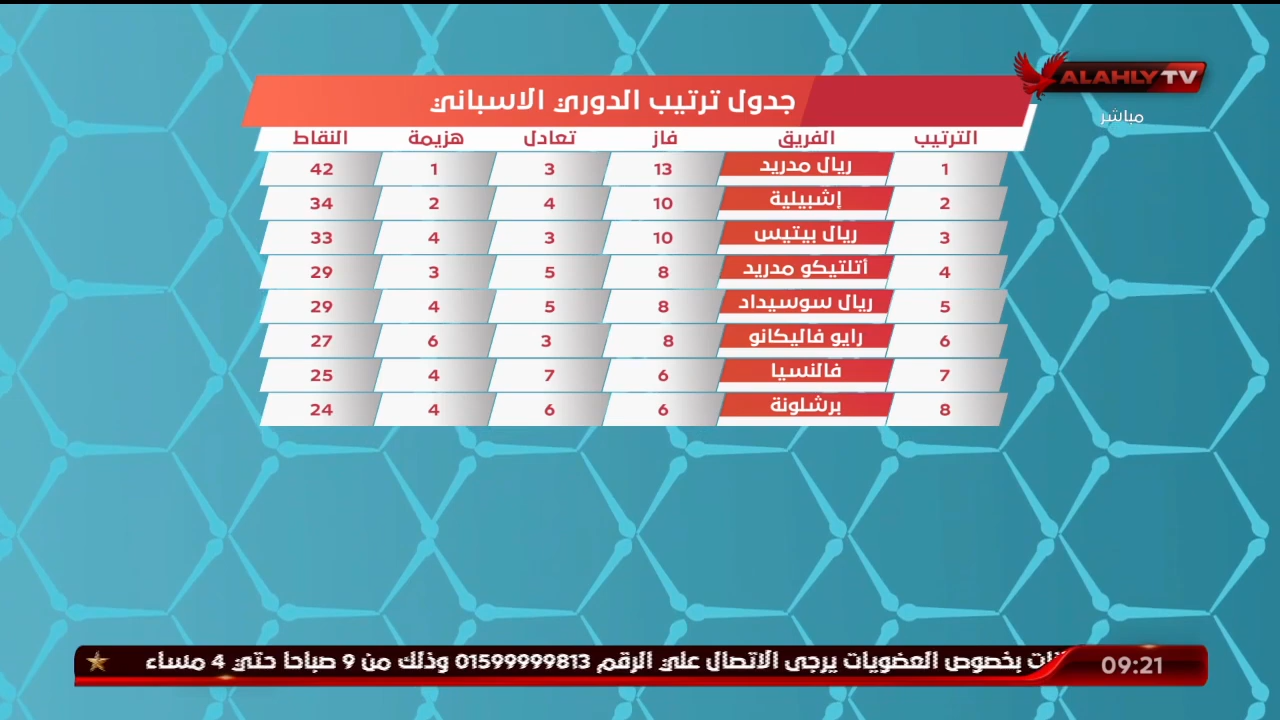 ALAHLY TV
مباشر
جدول ترتيب الدوري الاسباني
الترتيب الفريق فاز تعادل هزيمة النقاط
1 ريال مدريد 13 3 1 42
2 إشبيلية 10 4 2 34
3 ريال بيتيس 10 3 4 33
4 أتلتيكو مدريد 8 5 3 29
5 ريال سوسيداد 8 5 4 29
6 رايو فاليكانو 8 3 6 27
7 فالنسيا 6 7 4 25
8 برشلونة 6 6 4 24
09:21
بخصوص العضويات يرجى الاتصال علي الرقم 01599999813 وذلك من 9 صباحا حتي 4 مساء